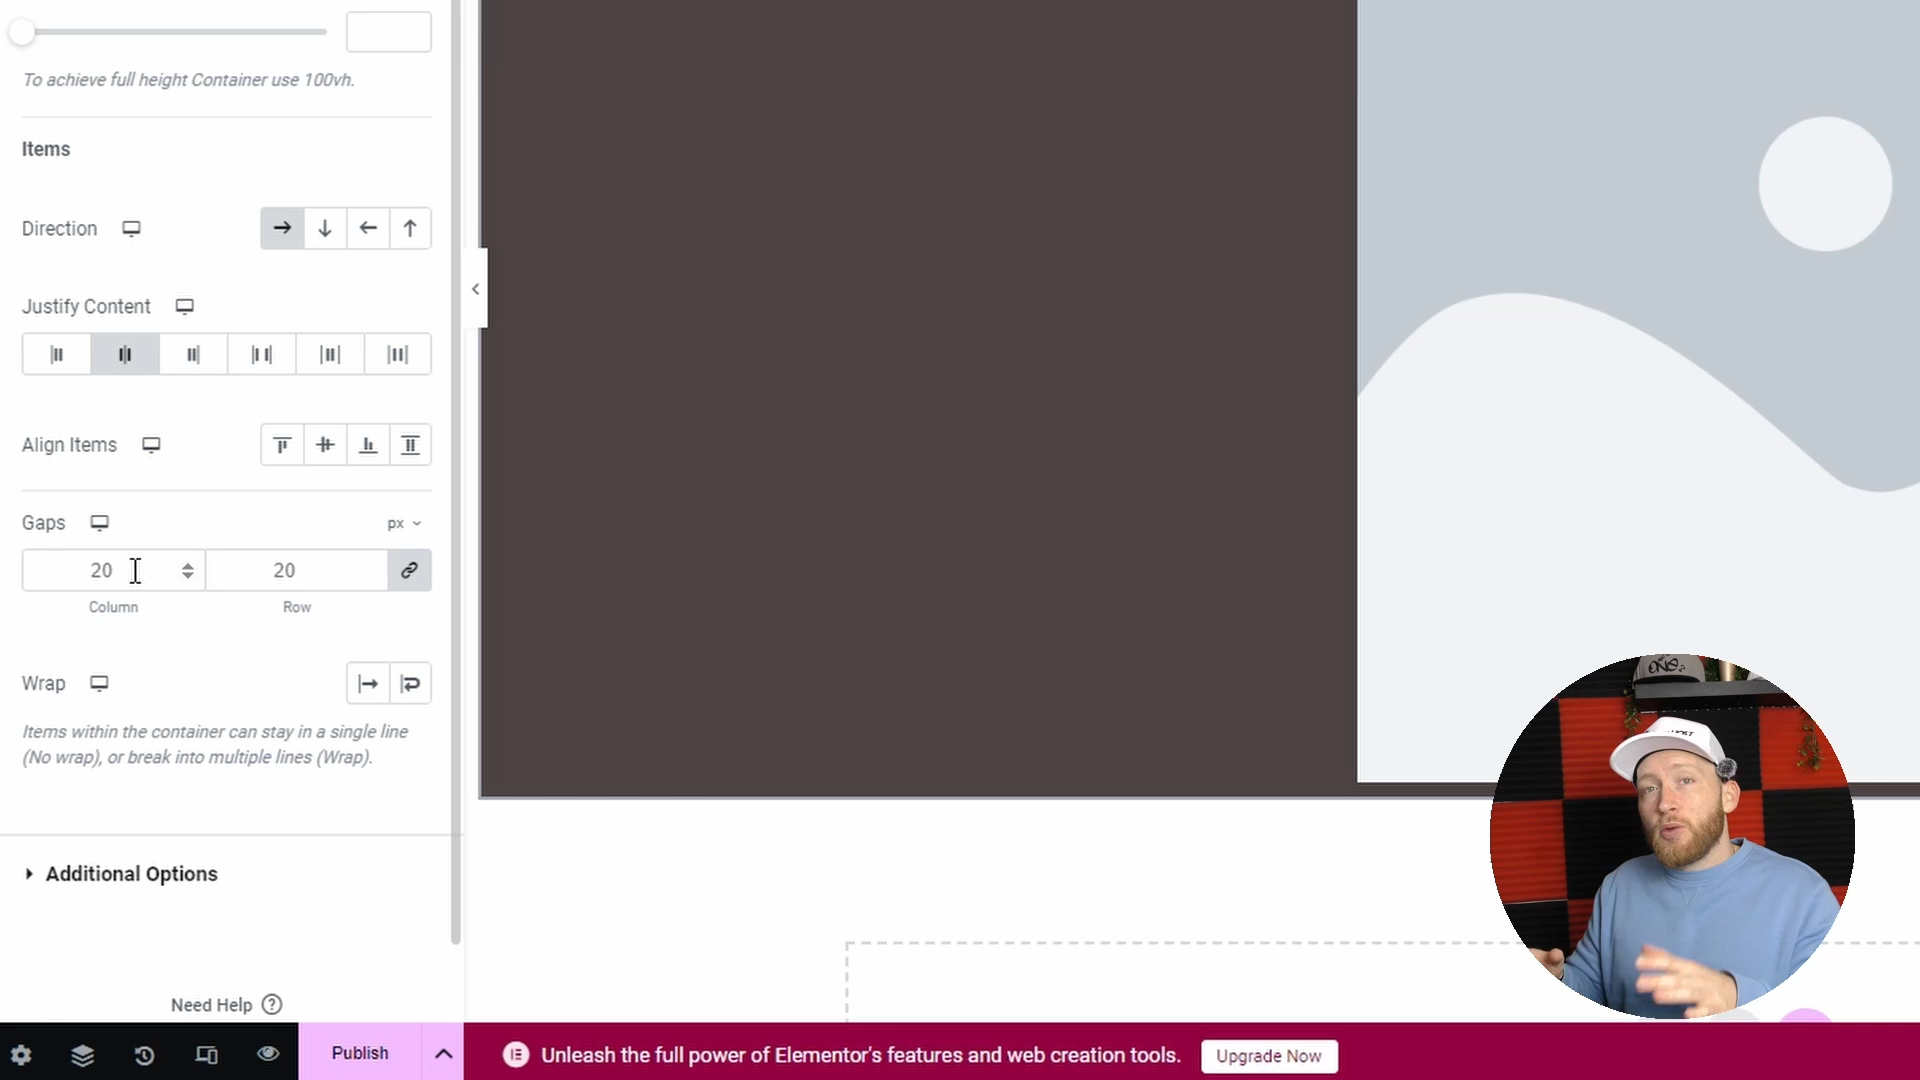 To achieve full height Container use 100vh.
Items
Direction
Justify Content
Align Items
Gaps
px
20
20
Column
Row
Wrap
Items within the container can stay in a single line
(No wrap), or break into multiple lines (Wrap).
Additional Options
Need Help
Publish
Unleash the full power of Elementor's features and web creation tools.
Upgrade Now